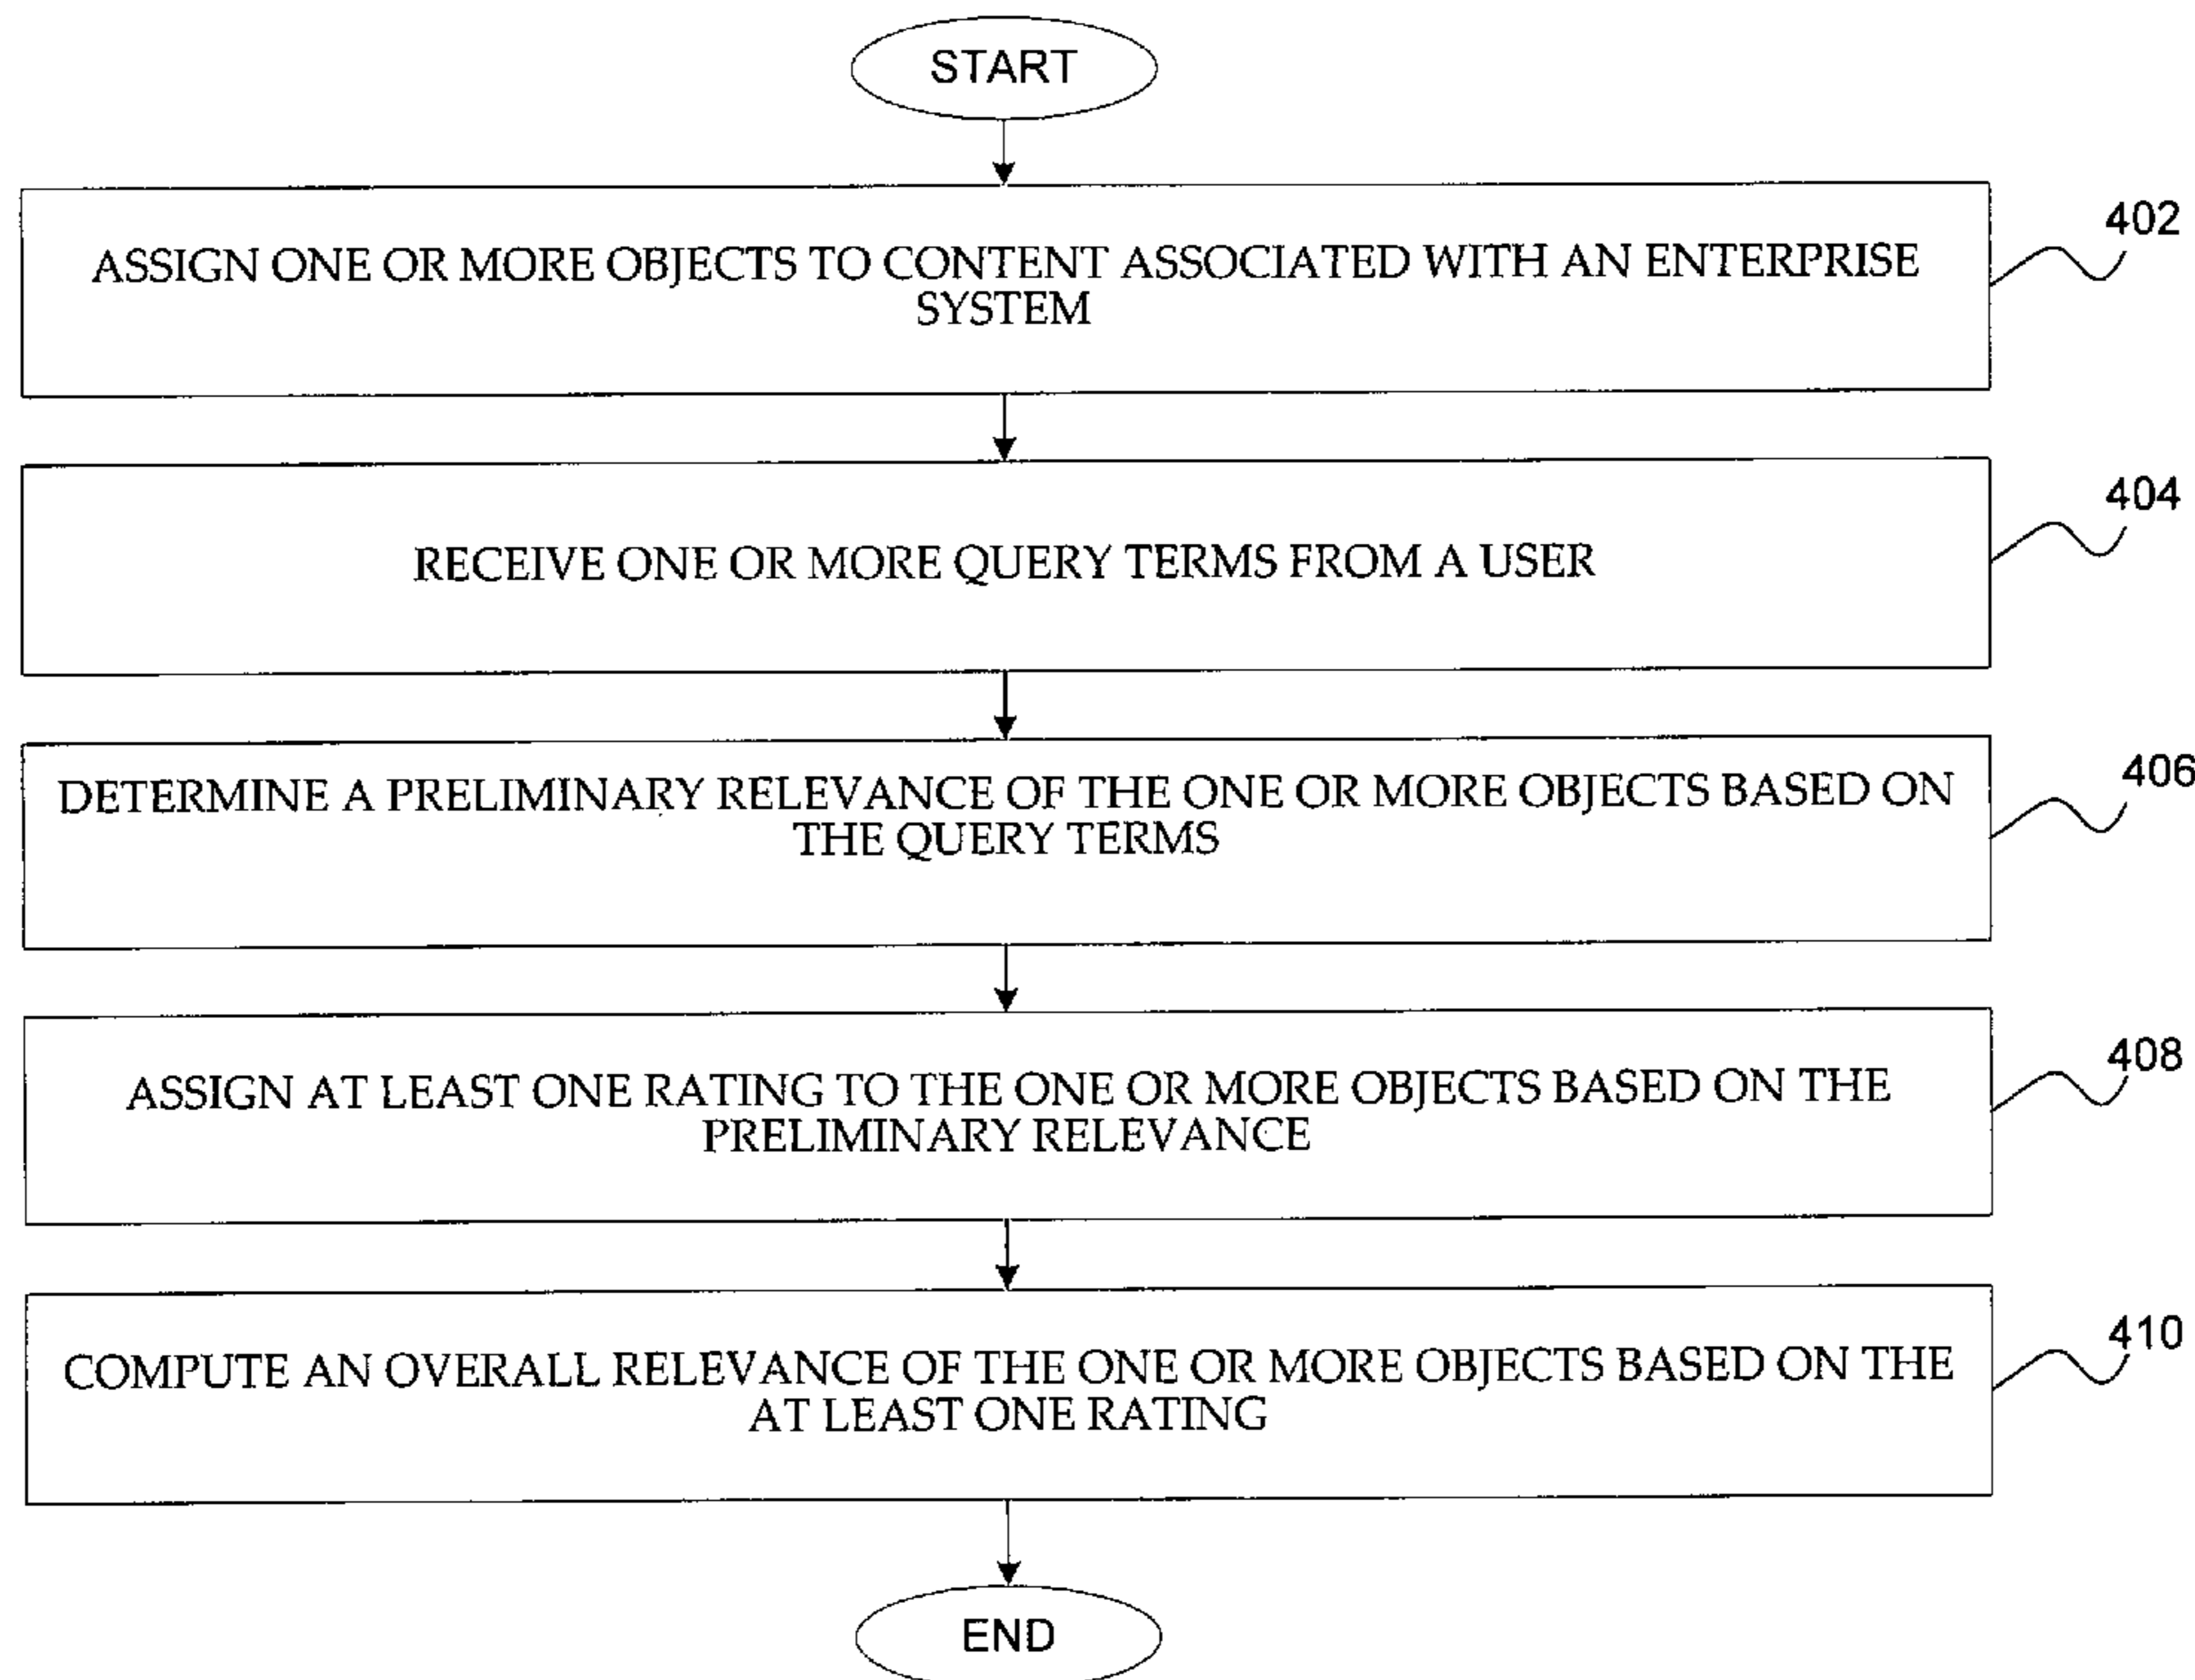 START
ASSIGN ONE OR MORE OBJECTS TO CONTENT ASSOCIATED WITH AN ENTERPRISE
SYSTEM
402
RECEIVE ONE OR MORE QUERY TERMS FROM A USER
404
DETERMINE A PRELIMINARY RELEVANCE OF THE ONE OR MORE OBJECTS BASED ON
THE QUERY TERMS
406
ASSIGN AT LEAST ONE RATING TO THE ONE OR MORE OBJECTS BASED ON THE
PRELIMINARY RELEVANCE
408
COMPUTE AN OVERALL RELEVANCE OF THE ONE OR MORE OBJECTS BASED ON THE
AT LEAST ONE RATING
410
END